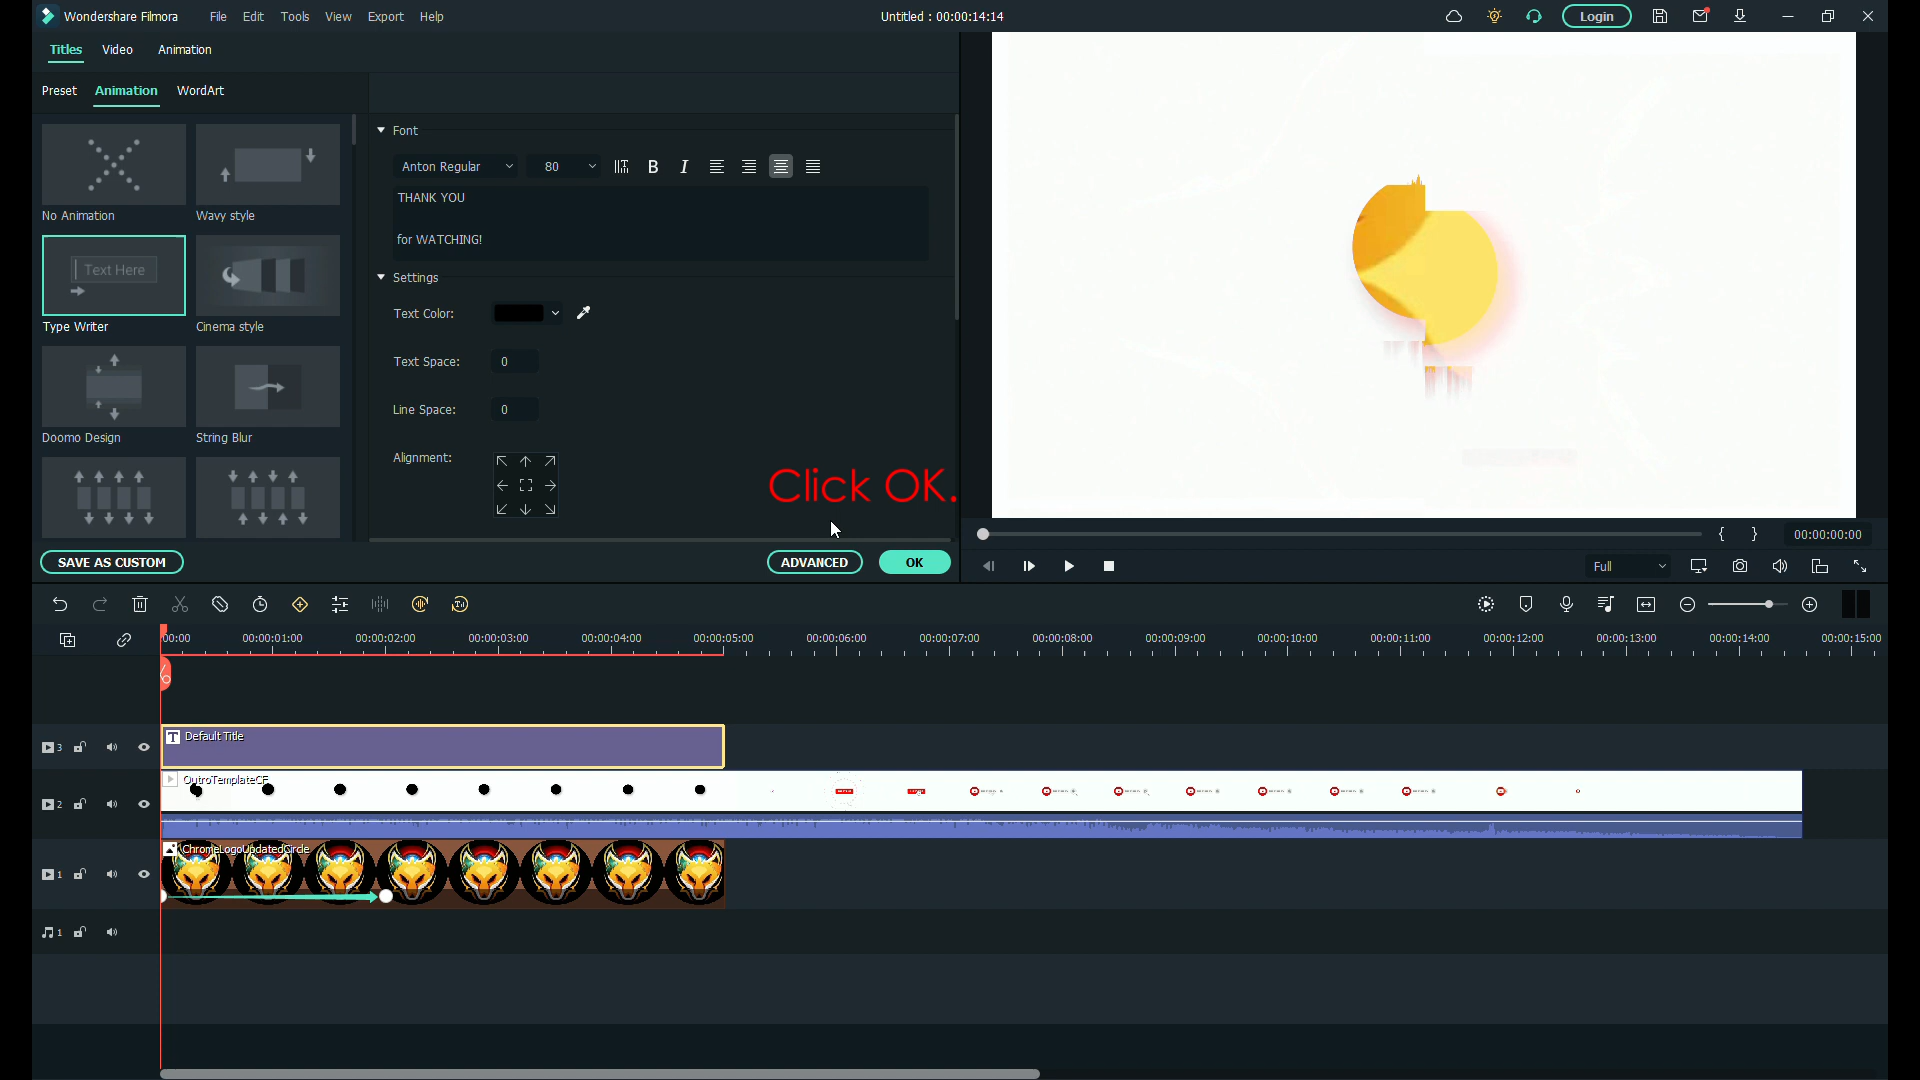 Wondershare Filmora File Edit Tools View Export Help Untitled : 00:00:14:14 Login
Titles Video Animation
Preset Animation WordArt
Font
Anton Regular 80 B I
THANK YOU
for WATCHING!
No Animation Wavy style
Settings
Text Here
Text Color:
Type Writer Cinema style
Text Space: 0
Line Space: 0
Doomo Design String Blur
Alignment:
Click OK.
{ } 00:00:00:00
SAVE AS CUSTOM ADVANCED OK
Full
:00:00 00:00:01:00 00:00:02:00 00:00:03:00 00:00:04:00 00:00:05:00 00:00:06:00 00:00:07:00 00:00:08:00 00:00:09:00 00:00:10:00 00:00:11:00 00:00:12:00 00:00:13:00 00:00:14:00 00:00:15:00
3 T Default Title
OutroTemplateCF
2
ChromeLogoUpdatedCircle
1
1